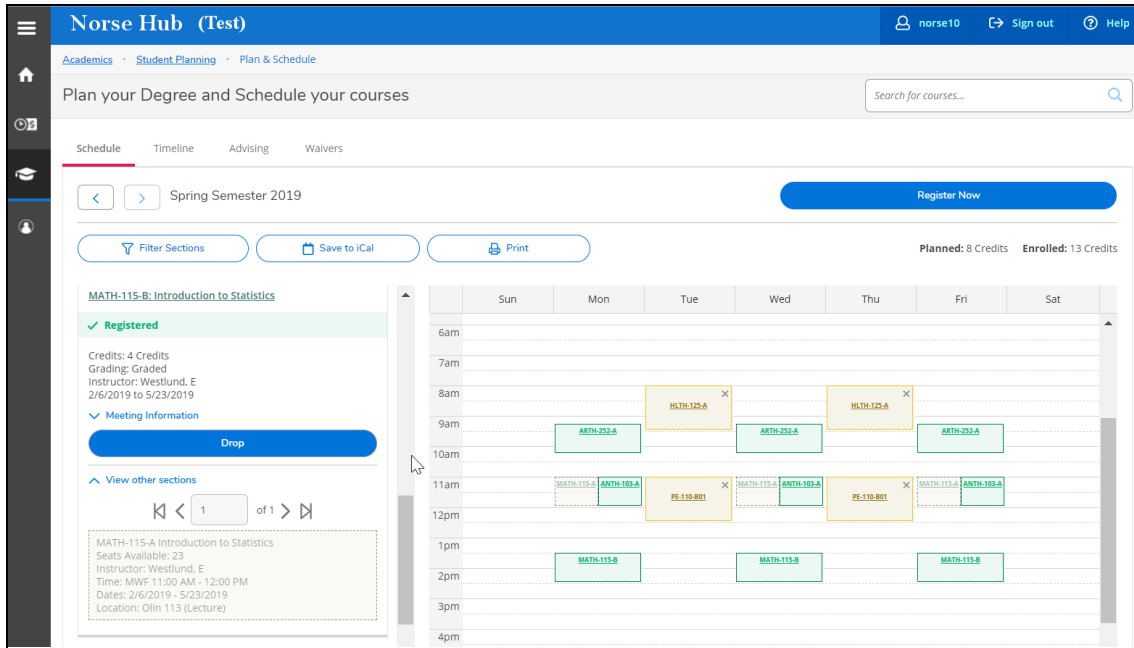 Norse Hub (Test)
norse10
Sign out
Help
Academics · Student Planning · Plan & Schedule
Plan your Degree and Schedule your courses
Search for courses...
Schedule Timeline Advising Waivers
Spring Semester 2019
Register Now
Filter Sections
Save to iCal
Print
Planned: 8 Credits Enrolled: 13 Credits
MATH-115-B: Introduction to Statistics
Registered
Credits: 4 Credits
Grading: Graded
Instructor: Westlund, E
2/6/2019 to 5/23/2019
Meeting Information
Drop
View other sections
1 of 1
MATH-115-A Introduction to Statistics
Seats Available: 23
Instructor: Westlund, E
Time: MWF 11:00 AM - 12:00 PM
Dates: 2/6/2019 - 5/23/2019
Location: Olin 113 (Lecture)
Sun Mon Tue Wed Thu Fri Sat
6am
7am
8am
HLTH-125-A HLTH-125-A
9am
ARTH-252-A ARTH-252-A ARTH-252-A
10am
11am
MATH-115-A ANTH-103-A MATH-115-A ANTH-103-A MATH-115-A ANTH-103-A
PE-110-B01 PE-110-B01
12pm
1pm
MATH-115-B MATH-115-B MATH-115-B
2pm
3pm
4pm